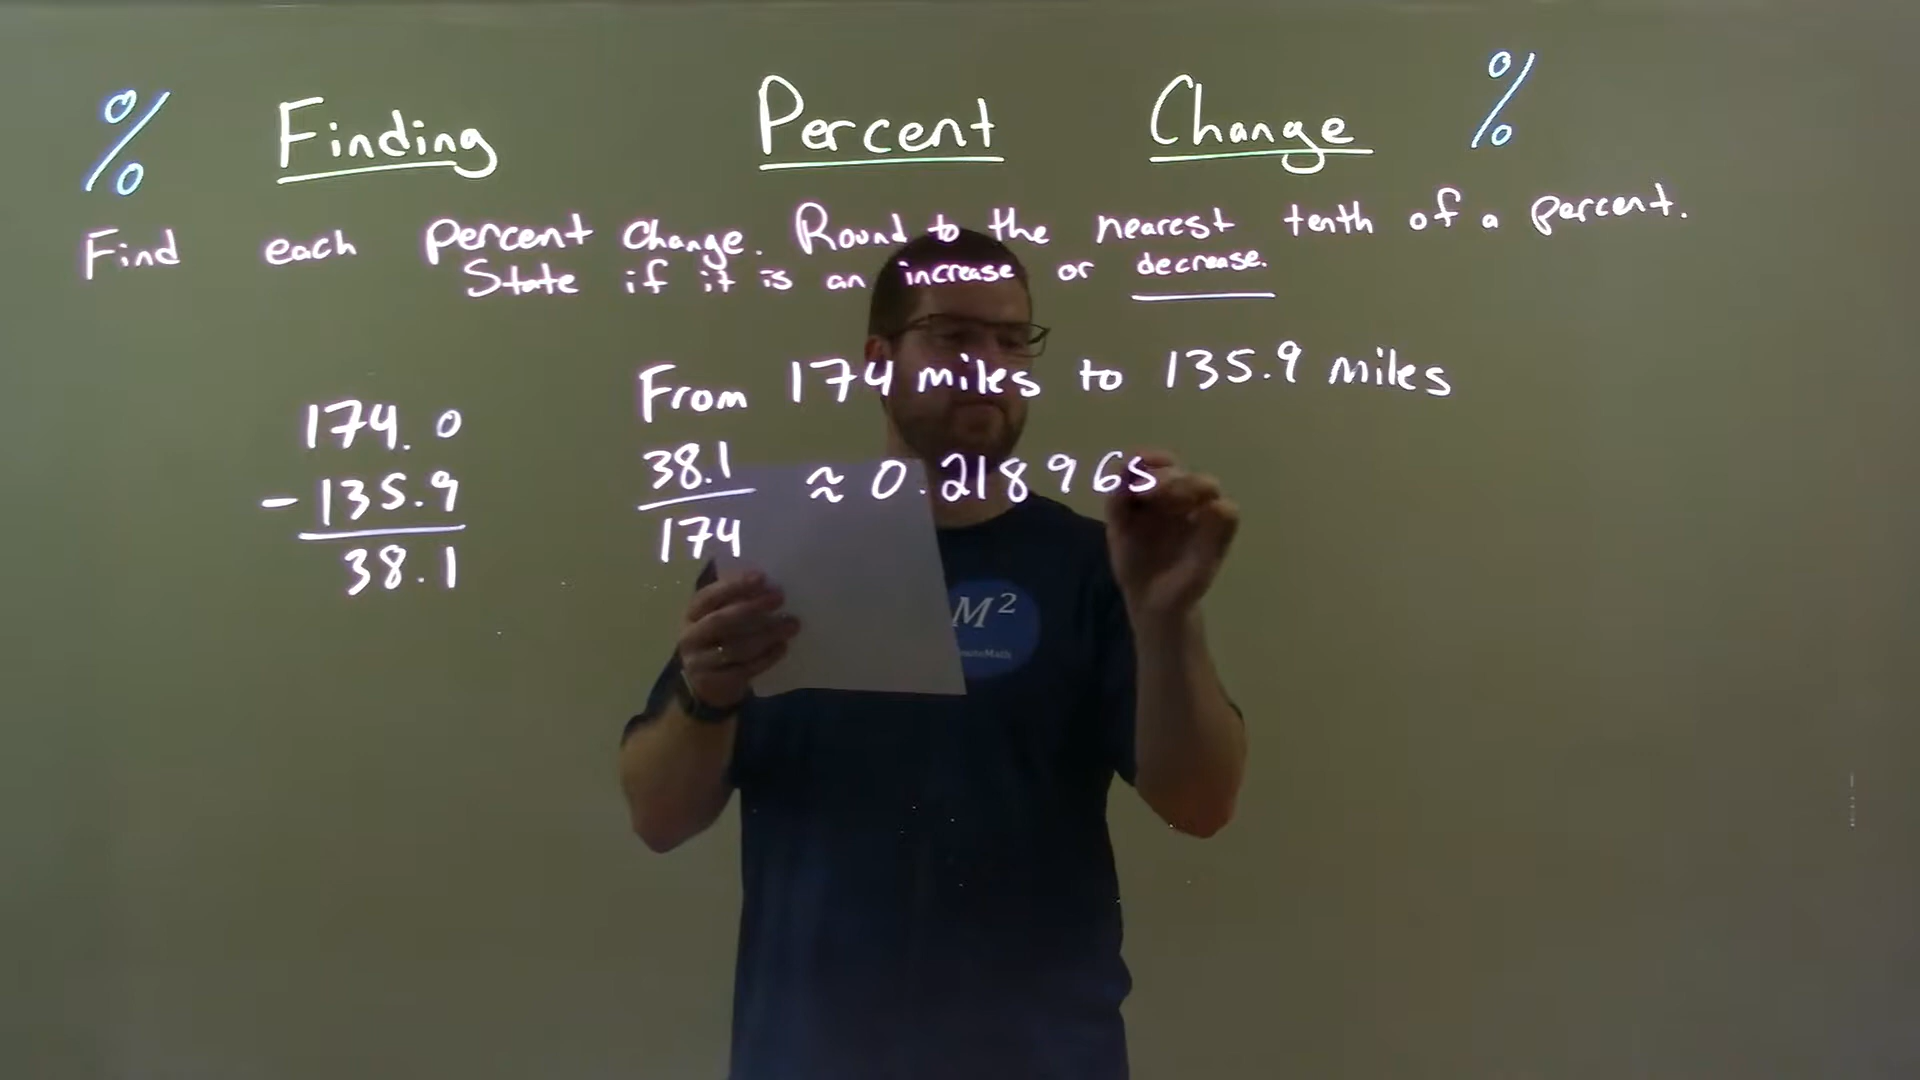 % Finding Percent Change %
Find each percent change. Round to the nearest tenth of a percent.
State if it is an increase or decrease.
From 174 miles to 135.9 miles
174.0
- 135.9
38.1
38.1
174
≈ 0.218965
M²